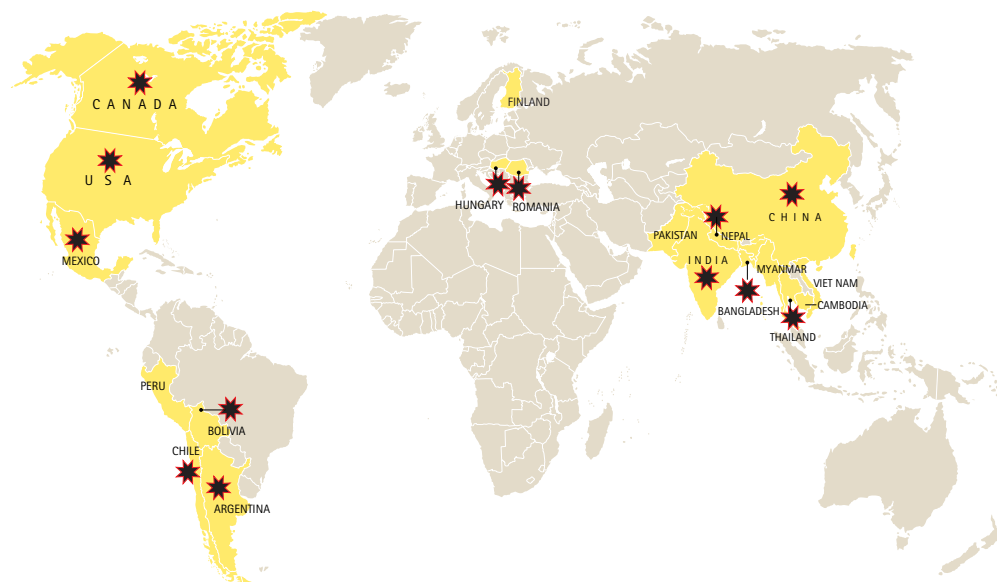 CANADA
FINLAND
USA
HUNGARY
ROMANIA
CHINA
PAKISTAN
NEPAL
MEXICO
INDIA
MYANMAR
VIET NAM
BANGLADESH
CAMBODIA
THAILAND
PERU
BOLIVIA
CHILE
ARGENTINA